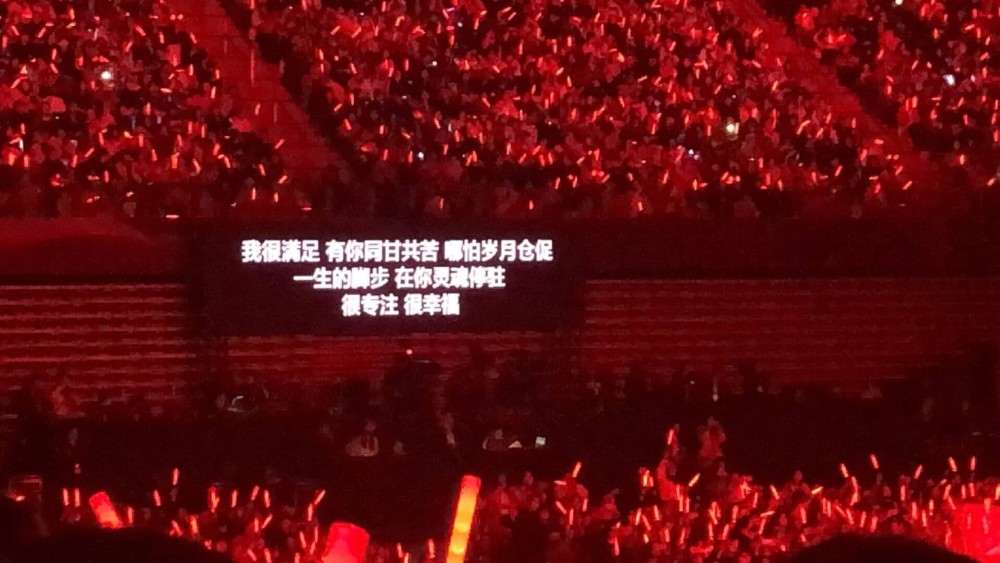 我很满足 有你同甘共苦 哪怕岁月仓促
一生的脚步 在你灵魂停驻
很专注 很幸福